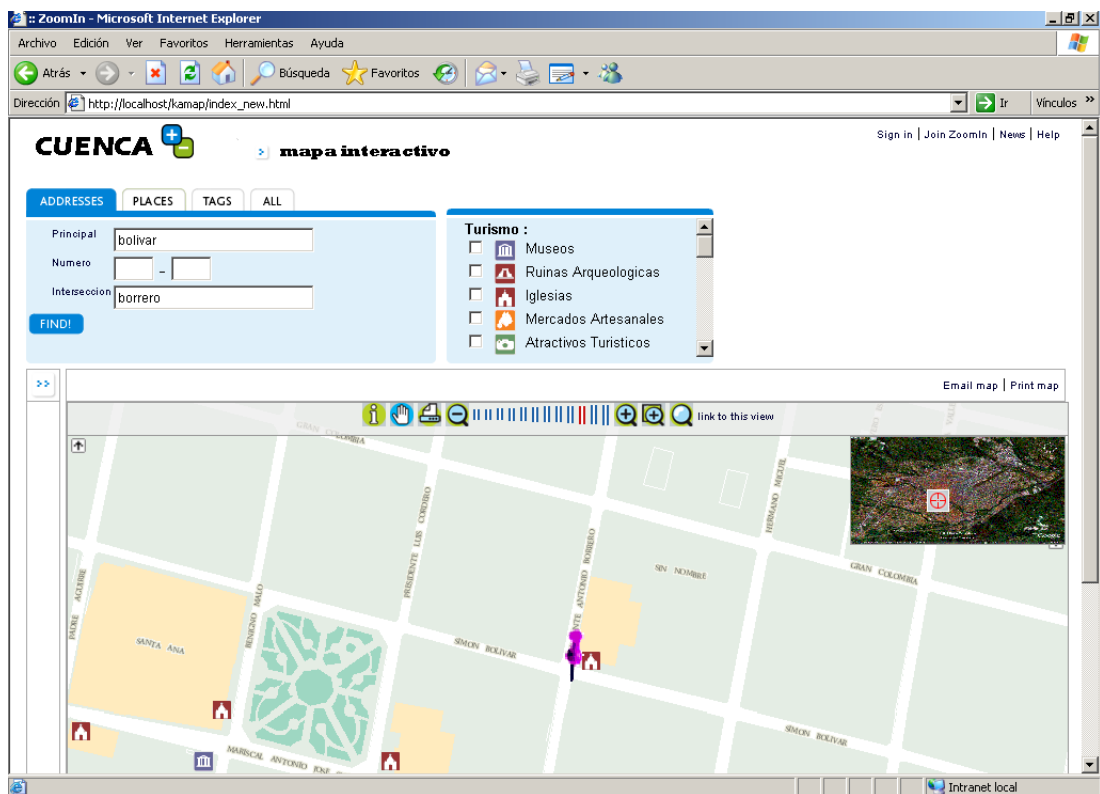 :: ZoomIn - Microsoft Internet Explorer
Archivo Edición Ver Favoritos Herramientas Ayuda
Atrás Búsqueda Favoritos
Dirección http://localhost/kamap/index_new.html Ir Vínculos »
CUENCA mapa interactivo
Sign in | Join ZoomIn | News | Help
ADDRESSES PLACES TAGS ALL
Principal bolivar
Numero –
Interseccion borrero
FIND!
Turismo :
Museos
Ruinas Arqueologicas
Iglesias
Mercados Artesanales
Atractivos Turisticos
>> Email map | Print map
link to this view
GRAN COLOMBIA
HERMANO MIGUEL
PRESIDENTE LUIS CORDERO
ANTONIO BORRERO
SIN NOMBRE
GRAN COLOMBIA
PADRE AGUIRRE
BENIGNO MALO
SANTA ANA
SIMON BOLIVAR
SIMON BOLIVAR
MARISCAL ANTONIO JOSE
Intranet local